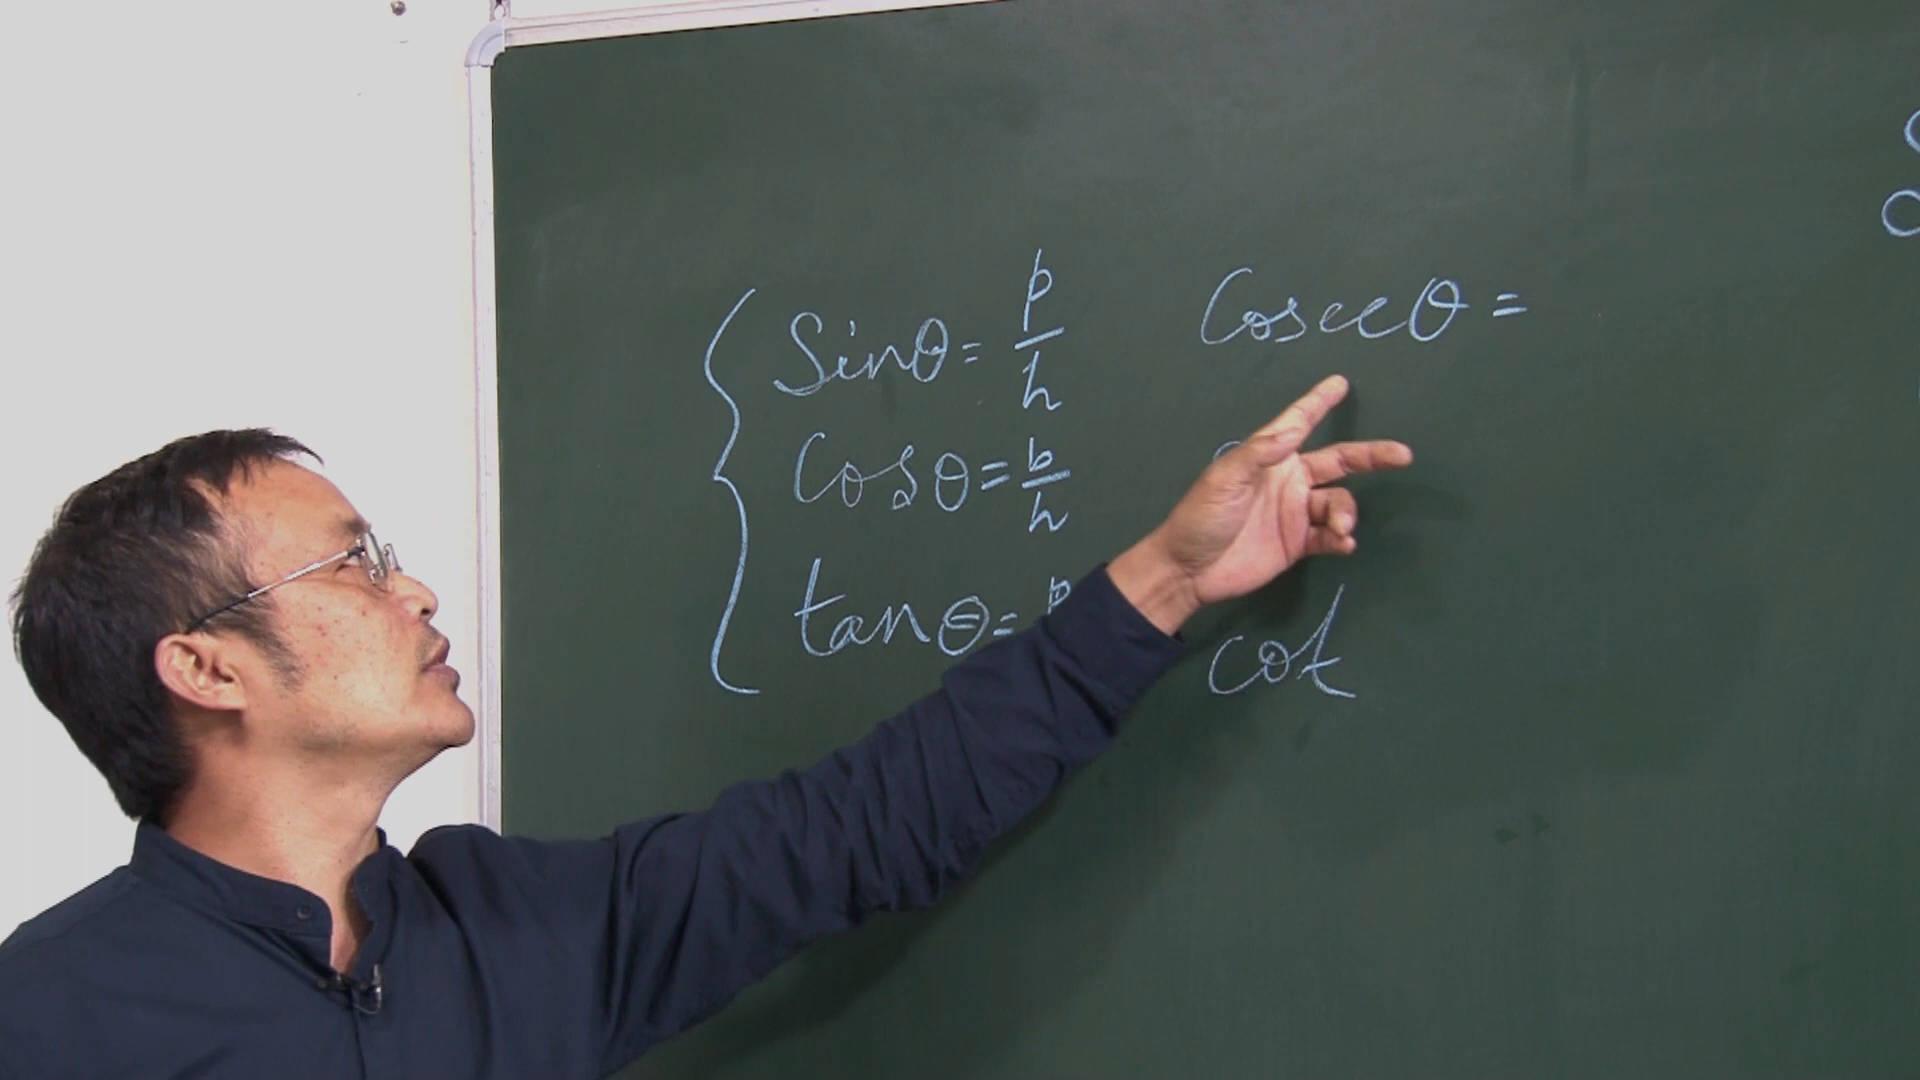 Sinθ = p/h Cosecθ =
Cosθ = b/h
tanθ = p cot